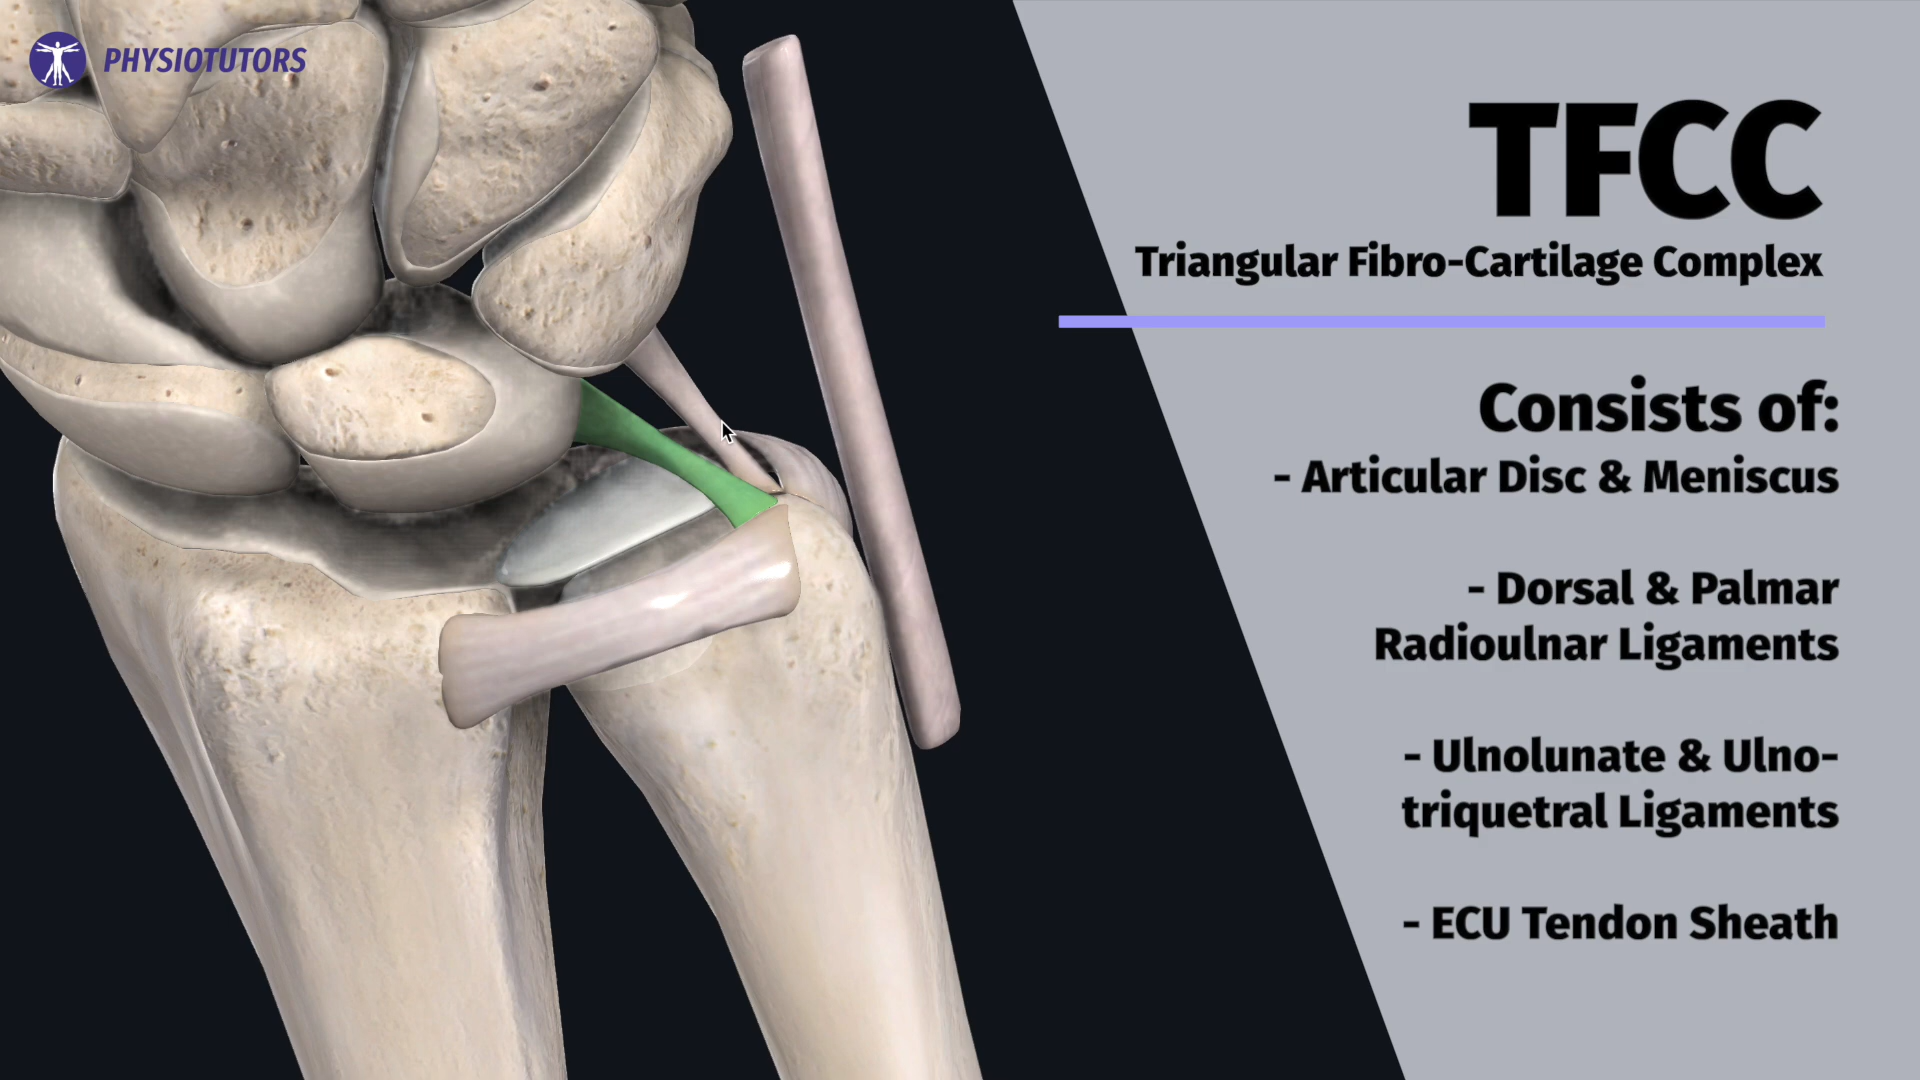 PHYSIOTUTORS
TFCC
Triangular Fibro-Cartilage Complex
Consists of:
- Articular Disc & Meniscus
- Dorsal & Palmar
Radioulnar Ligaments
- Ulnolunate & Ulno-
triquetral Ligaments
- ECU Tendon Sheath